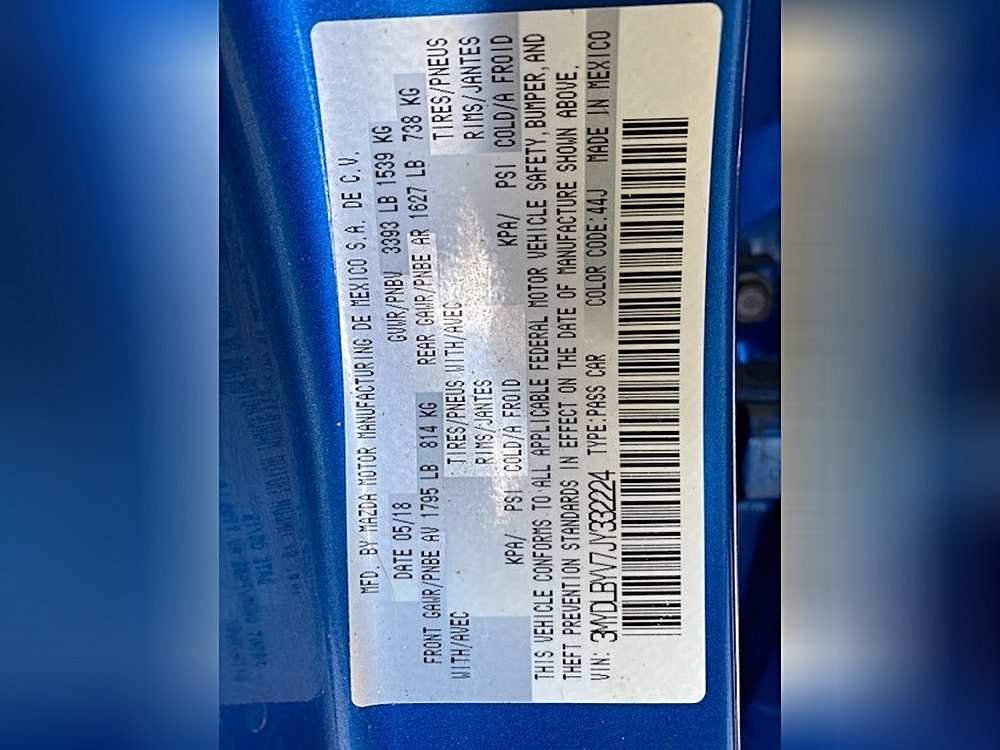 MFD. BY MAZDA MOTOR MANUFACTURING DE MEXICO S.A. DE C.V.
DATE 05/18 GVWR/PNBV 3393 LB 1539 KG
FRONT GAWR/PNBE AV 1795 LB 814 KG REAR GAWR/PNBE AR 1627 LB 738 KG
WITH/AVEC TIRES/PNEUS WITH/AVEC TIRES/PNEUS
RIMS/JANTES RIMS/JANTES
KPA/ PSI COLD/A FROID KPA/ PSI COLD/A FROID
THIS VEHICLE CONFORMS TO ALL APPLICABLE FEDERAL MOTOR VEHICLE SAFETY, BUMPER, AND
THEFT PREVENTION STANDARDS IN EFFECT ON THE DATE OF MANUFACTURE SHOWN ABOVE.
VIN: 3MYDLBYV7JY332224 TYPE:PASS CAR COLOR CODE:44J MADE IN MEXICO